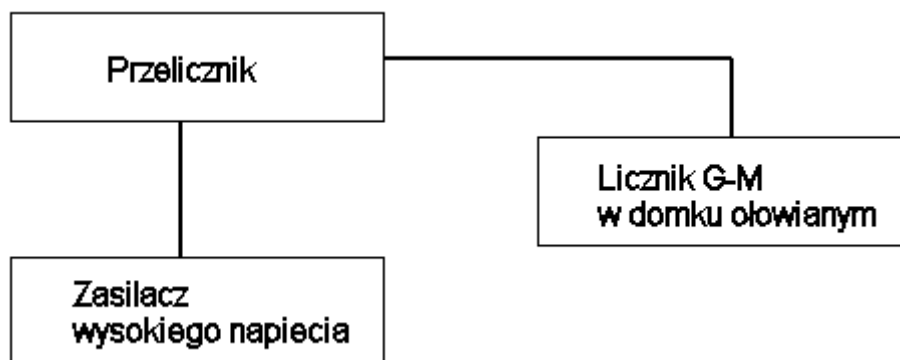 Przelicznik
Licznik G-M
w domku ołowianym
Zasilacz
wysokiego napiecia